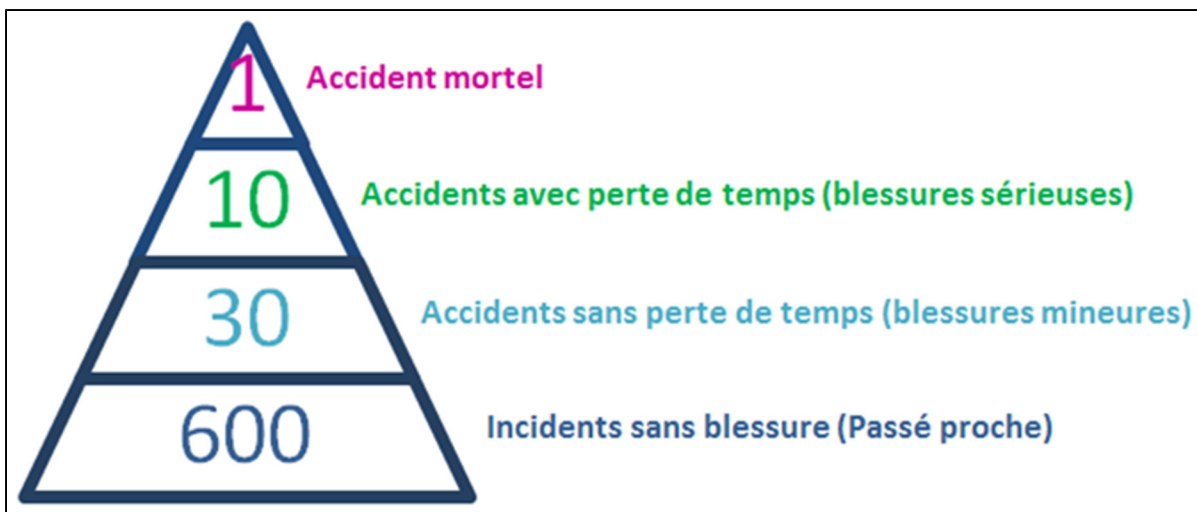 1 Accident mortel
10 Accidents avec perte de temps (blessures sérieuses)
30 Accidents sans perte de temps (blessures mineures)
600 Incidents sans blessure (Passé proche)